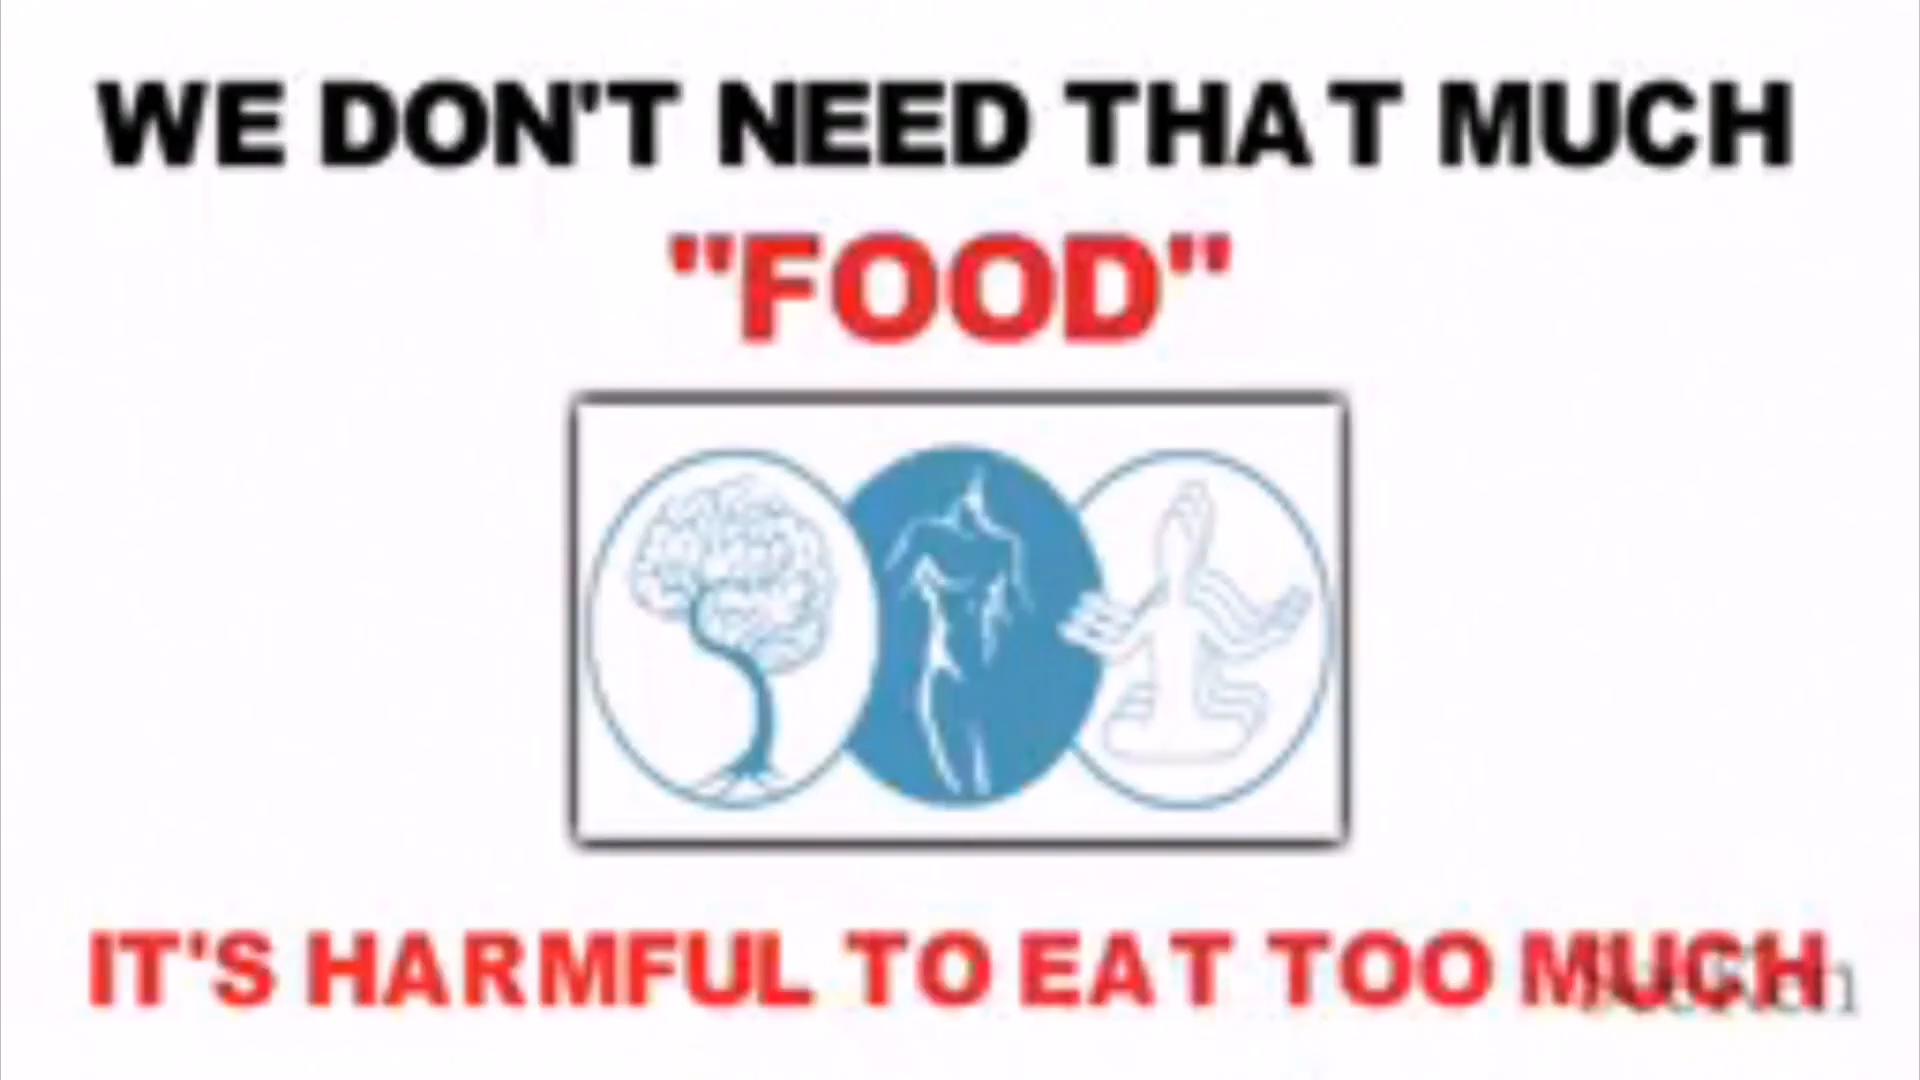 WE DON'T NEED THAT MUCH
"FOOD"
IT'S HARMFUL TO EAT TOO MUCH